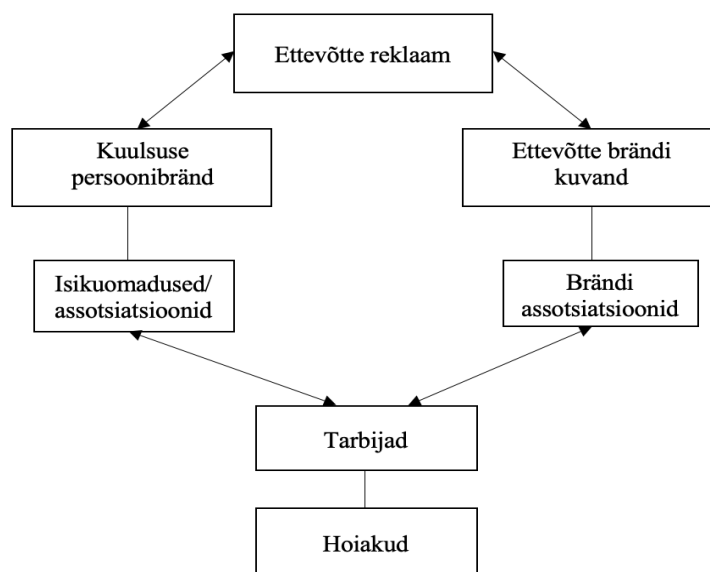 Ettevõtte reklaam
Kuulsuse
persoonibränd
Ettevõtte brändi
kuvand
Isikuomadused/
assotsiatsioonid
Brändi
assotsiatsioonid
Tarbijad
Hoiakud